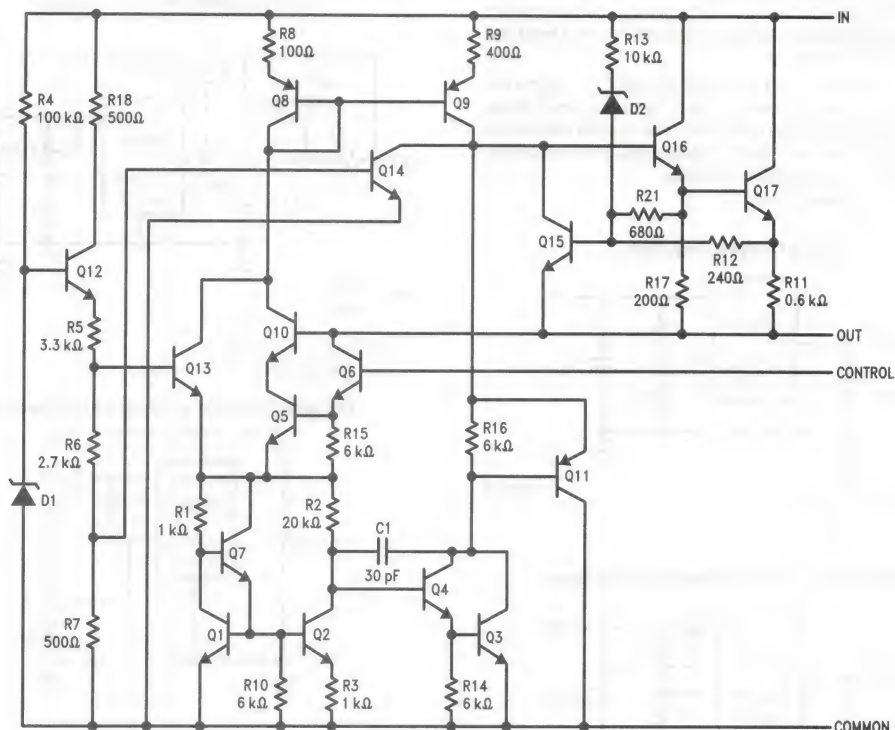 IN
R8
100Ω
R9
400Ω
R13
10 kΩ
R4
100 kΩ
R18
500Ω
Q8
Q9
D2
Q16
Q14
Q17
R21
680Ω
Q15
R12
240Ω
Q12
R17
200Ω
R11
0.6 kΩ
R5
3.3 kΩ
Q10
OUT
Q13
Q6
CONTROL
Q5
R6
2.7 kΩ
R15
6 kΩ
R16
6 kΩ
Q11
D1
R1
1 kΩ
R2
20 kΩ
C1
30 pF
Q7
Q4
R7
500Ω
Q1
Q2
Q3
R10
6 kΩ
R3
1 kΩ
R14
6 kΩ
COMMON